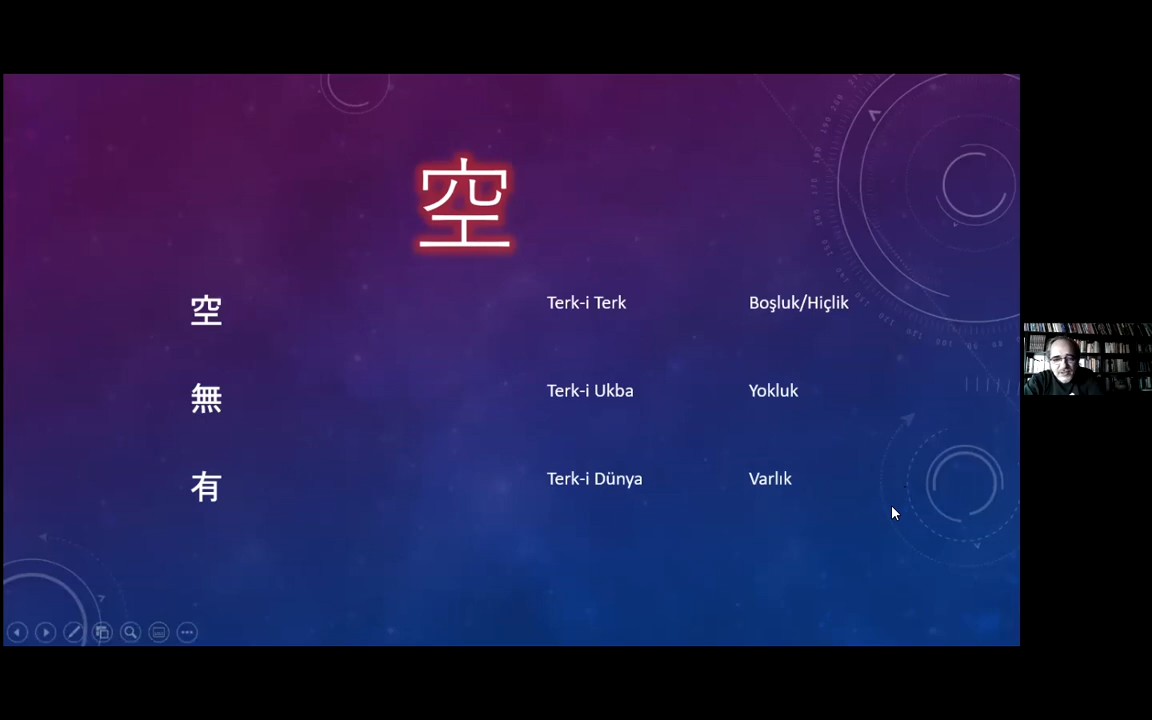 空
空 Terk-i Terk Boşluk/Hiçlik
無 Terk-i Ukba Yokluk
有 Terk-i Dünya Varlık